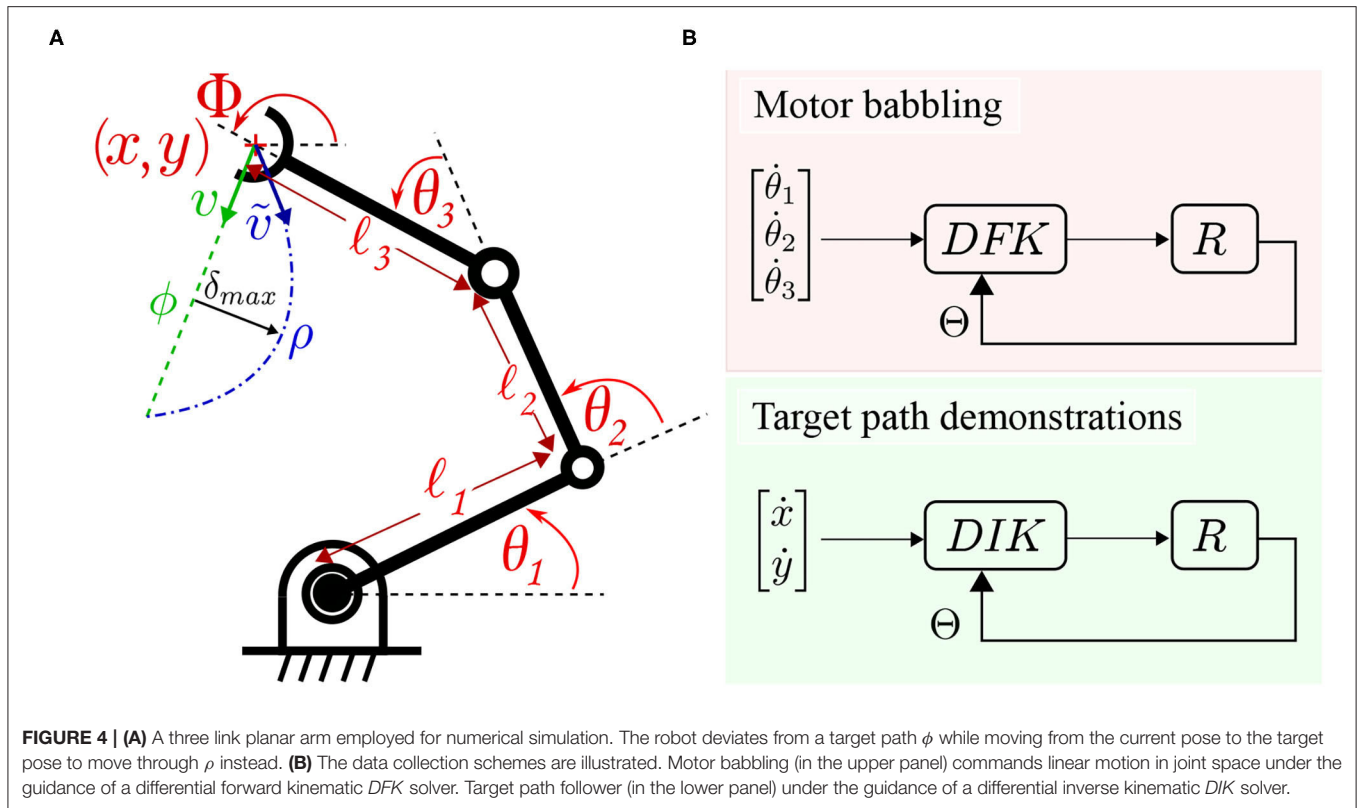 A
B
Φ
(x,y)
υ
ṽ
ϕ
δmax
ρ
ℓ3
θ3
ℓ2
θ2
ℓ1
θ1
Motor babbling
[θ̇1
θ̇2
θ̇3]
DFK
R
Θ
Target path demonstrations
[ẋ
ẏ]
DIK
R
Θ
FIGURE 4 | (A) A three link planar arm employed for numerical simulation. The robot deviates from a target path ϕ while moving from the current pose to the target
pose to move through ρ instead. (B) The data collection schemes are illustrated. Motor babbling (in the upper panel) commands linear motion in joint space under the
guidance of a differential forward kinematic DFK solver. Target path follower (in the lower panel) under the guidance of a differential inverse kinematic DIK solver.